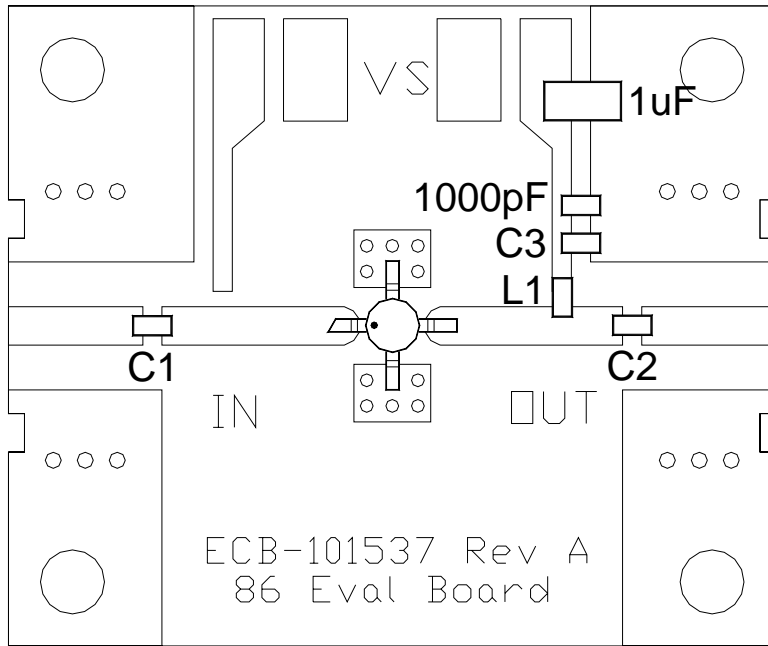 VS
1uF
1000pF
C3
L1
C1
C2
IN
OUT
ECB-101537 Rev A
86 Eval Board